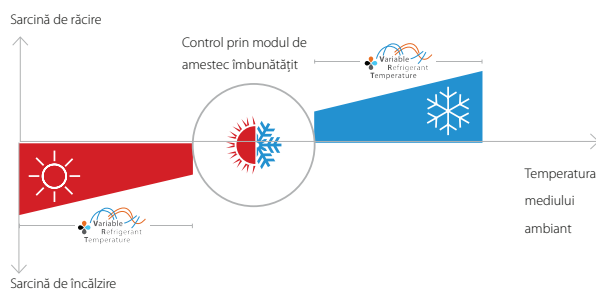 Sarcină de răcire
Control prin modul de
amestec îmbunătățit
Variable
Refrigerant
Temperature
Temperatura
mediului
ambiant
Variable
Refrigerant
Temperature
Sarcină de încălzire